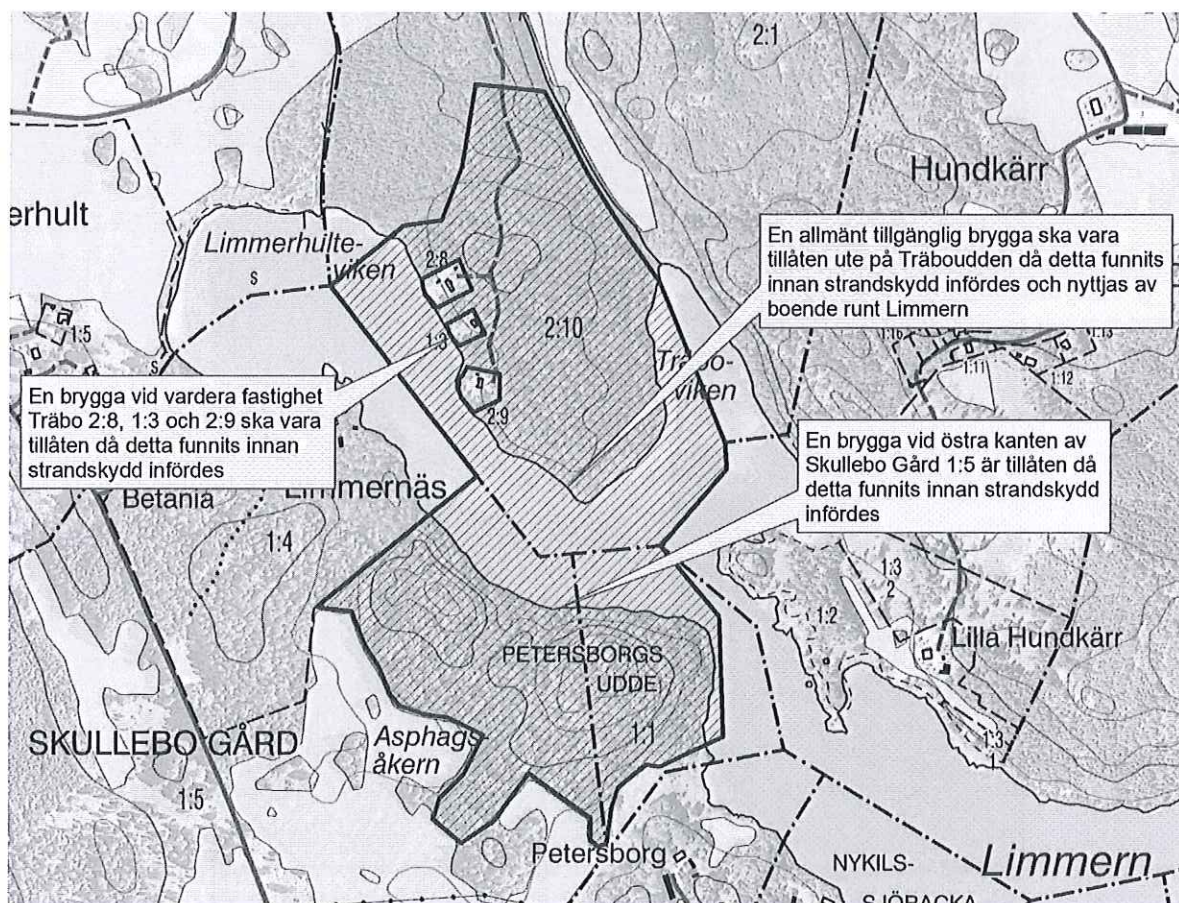 2:1
Hundkärr
erhult
Limmerhulte-
viken
s
2:8
En allmänt tillgänglig brygga ska vara
tillåten ute på Träboudden då detta funnits
innan strandskydd infördes och nyttjas av
boende runt Limmern
1:5
2:10
1:3
1:16
1:13
1:11
1:12
Träbo-
viken
s
En brygga vid vardera fastighet
Träbo 2:8, 1:3 och 2:9 ska vara
tillåten då detta funnits innan
strandskydd infördes
2:9
En brygga vid östra kanten av
Skullebo Gård 1:5 är tillåten då
detta funnits innan strandskydd
infördes
Betania
Limmernäs
1:4
1:3
2
1:2
Lilla Hundkärr
PETERSBORGS
UDDE
1:1
SKULLEBO GÅRD
Asphags-
åkern
1:3
1
1:5
Petersborg
NYKILS-
Limmern
SJÖBACKA